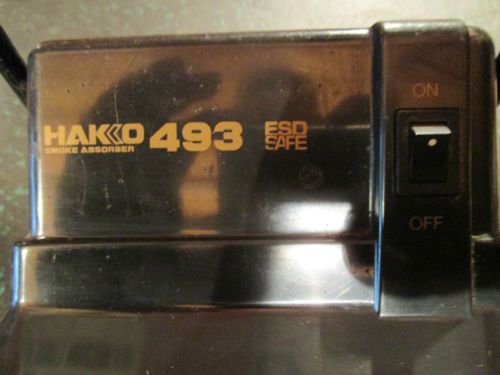 HAKKO 493 ESD
SMOKE ABSORBER SAFE
ON
OFF